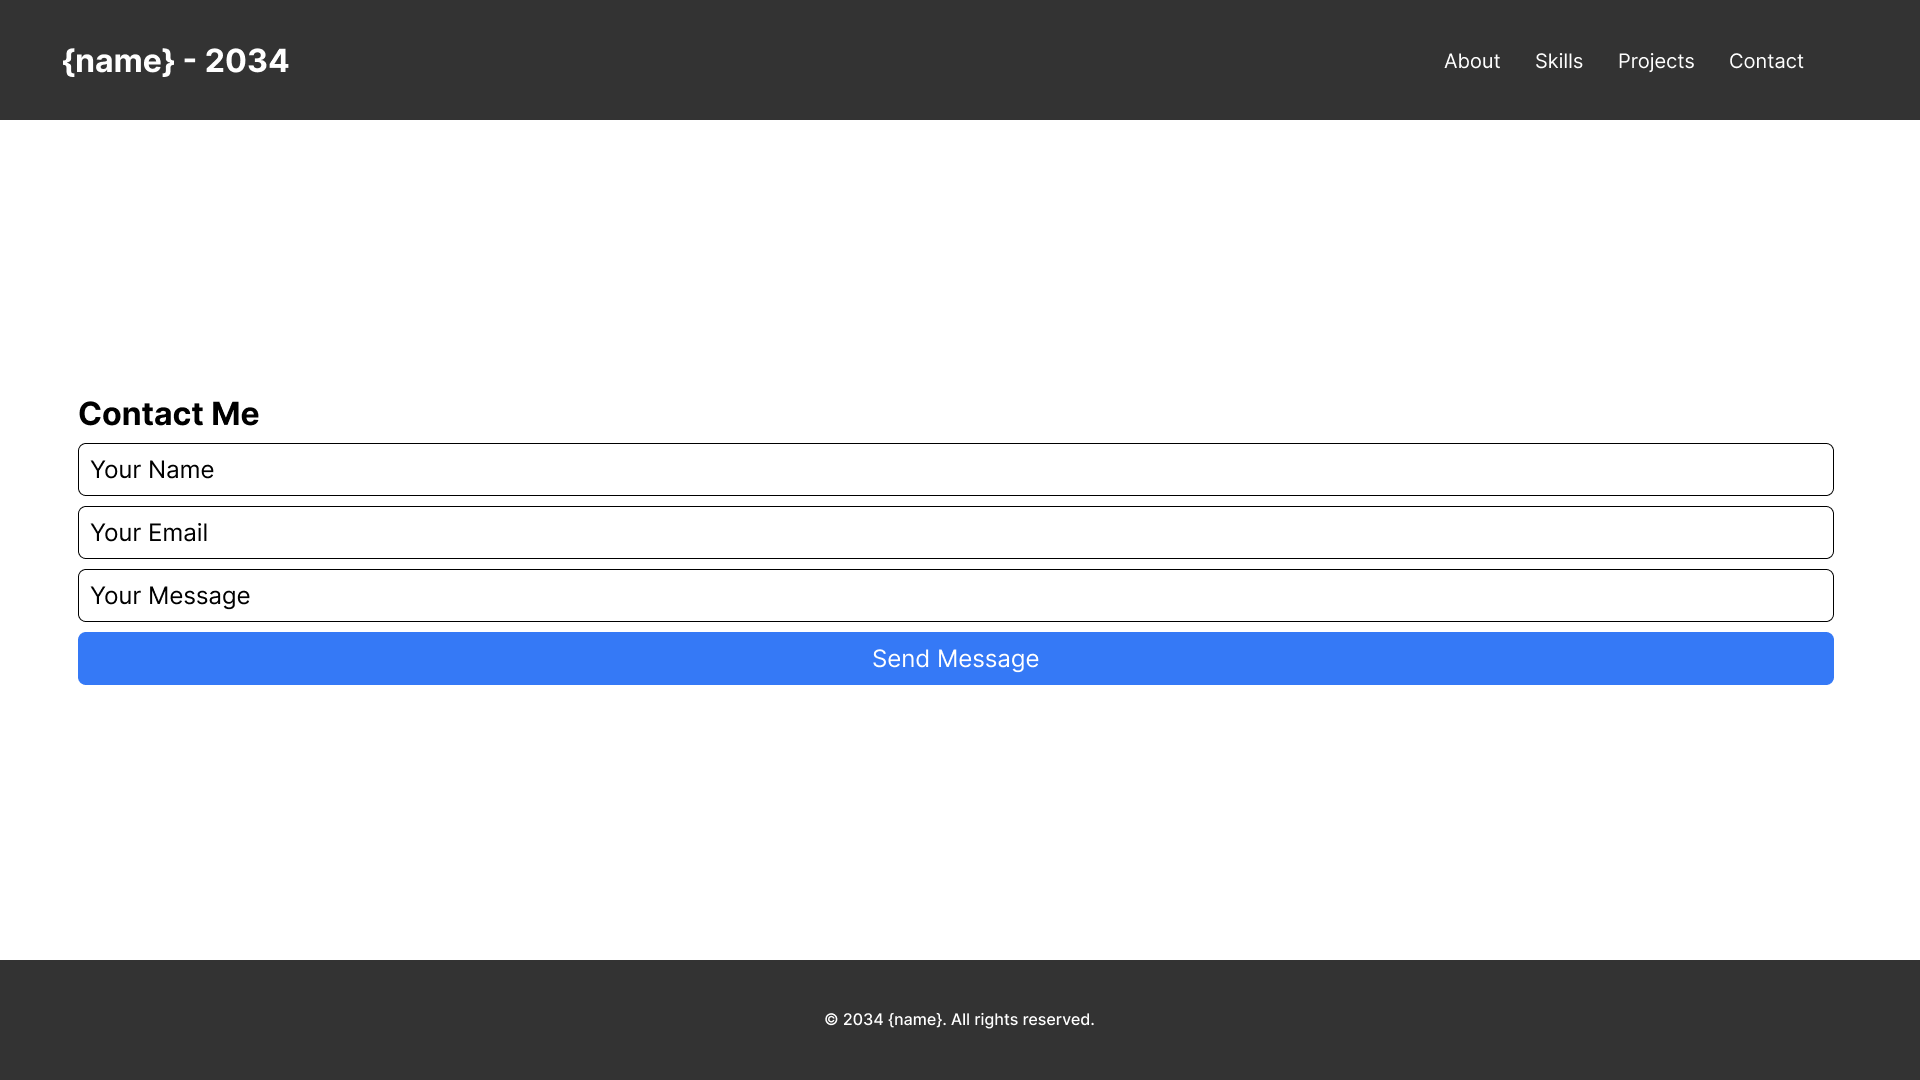 {name} - 2034
About Skills Projects Contact
Contact Me
Your Name
Your Email
Your Message
Send Message
© 2034 {name}. All rights reserved.